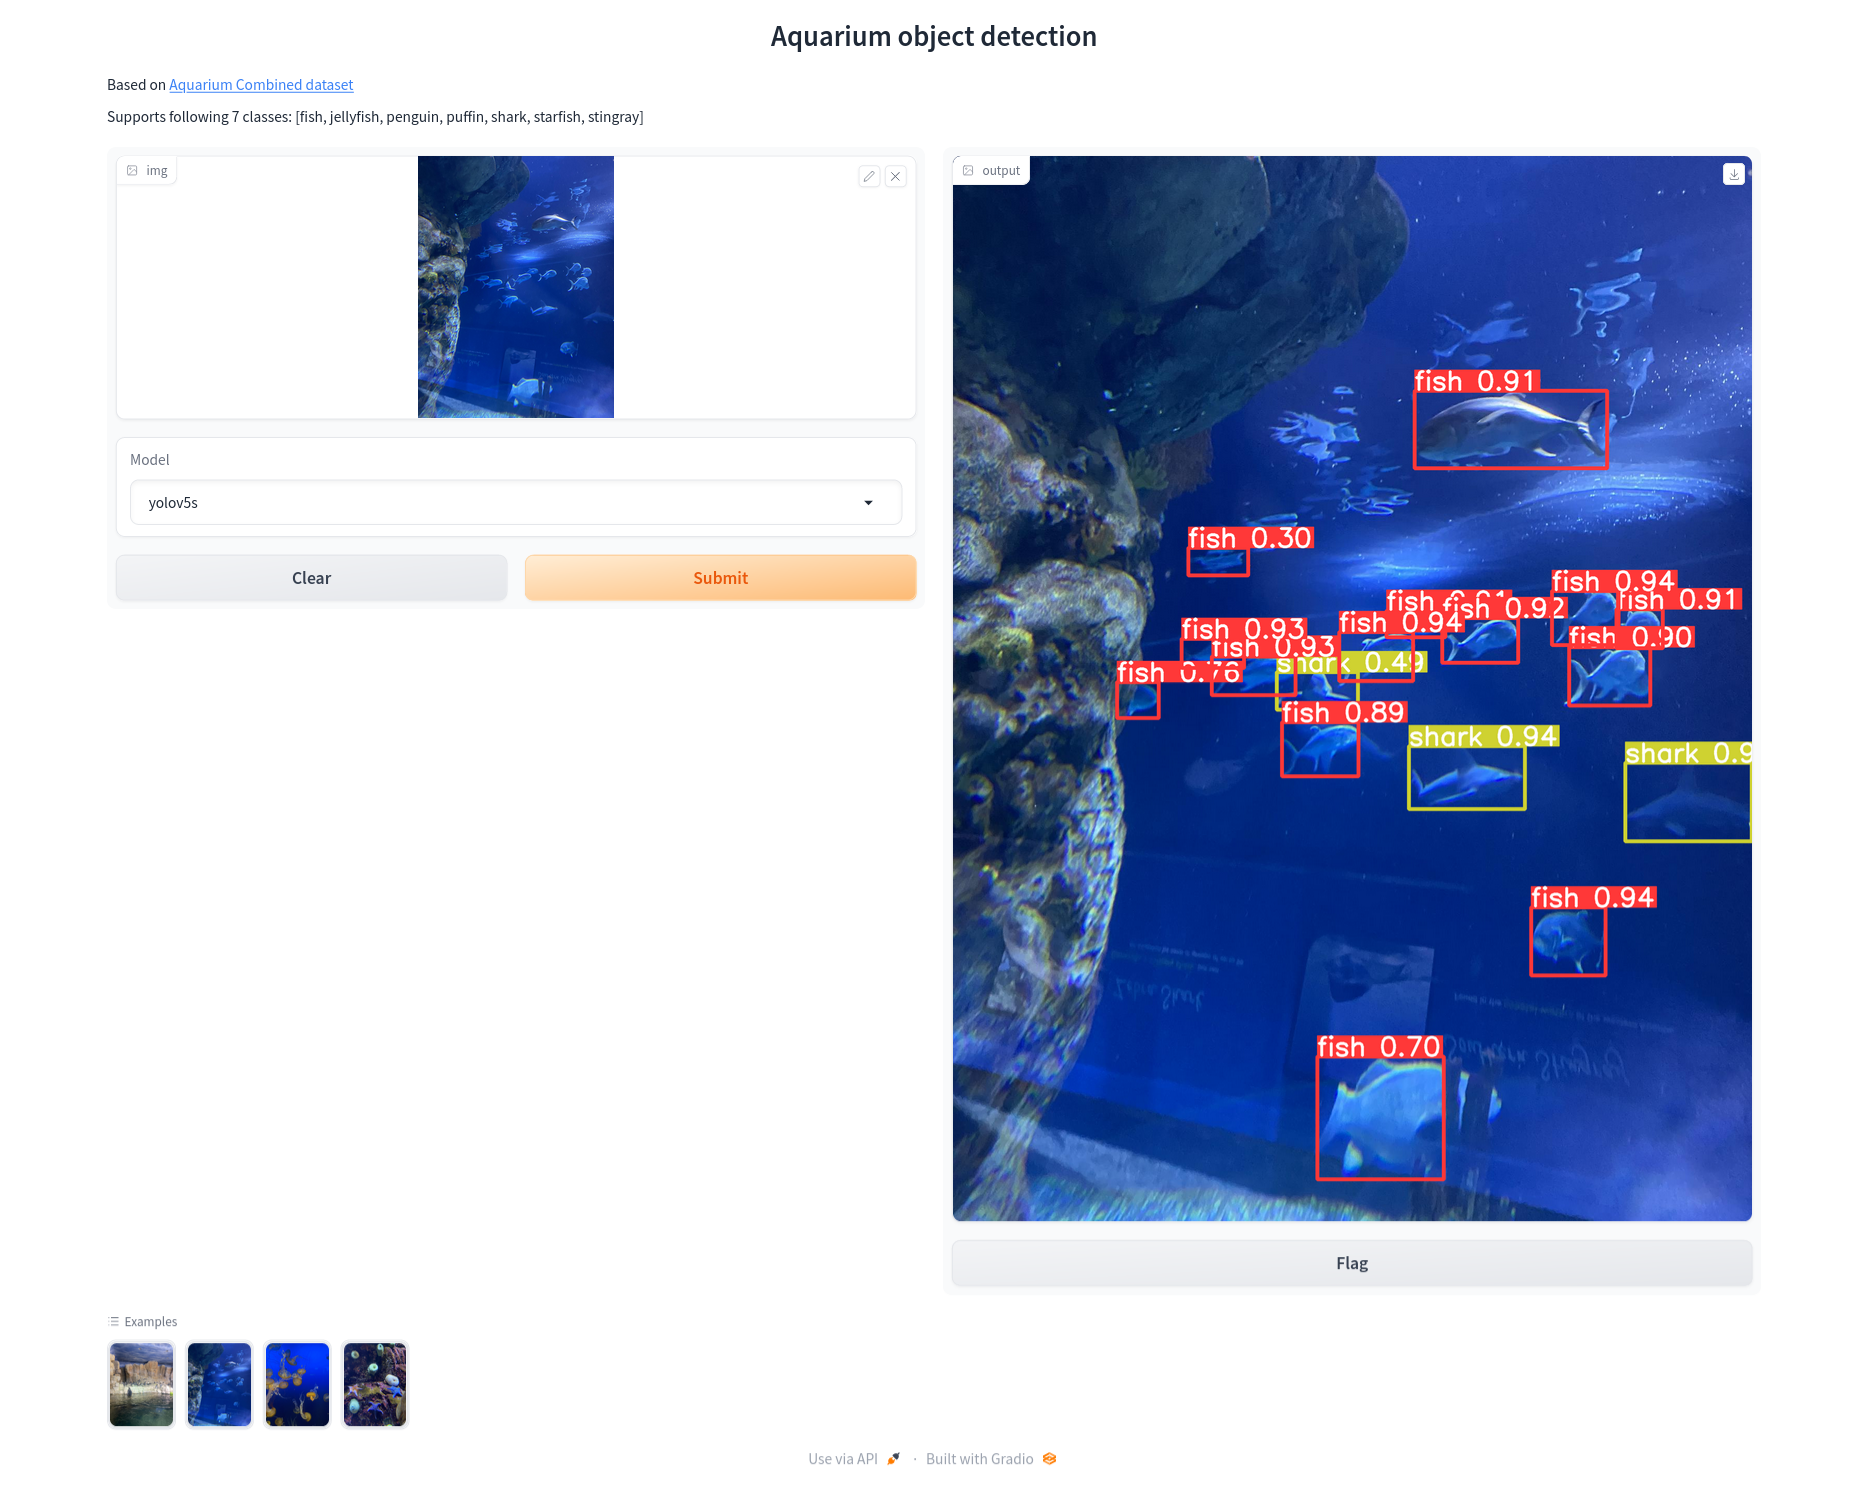 Aquarium object detection
Based on Aquarium Combined dataset
Supports following 7 classes: [fish, jellyfish, penguin, puffin, shark, starfish, stingray]
img
Model
yolov5s
Clear
Submit
output
fish 0.91
fish 0.30
fish 0.94
fish 0.91
fish
fish 0.92
fish 0.94
fish 0.93
fish 0.90
fish 0.93
shark 0.49
fish 0.76
fish 0.89
shark 0.94
shark 0.9
fish 0.94
Zebra Shark
fish 0.70
Southern Stingray
Flag
Examples
Use via API
·
Built with Gradio